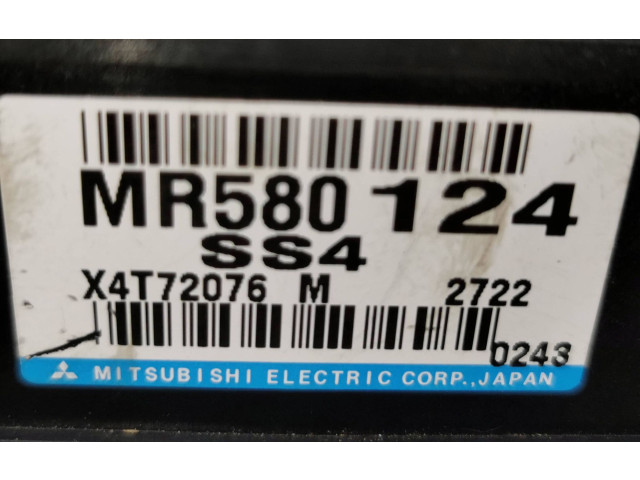 MR580 124
SS4
X4T72076 M 2722
0243
MITSUBISHI ELECTRIC CORP., JAPAN